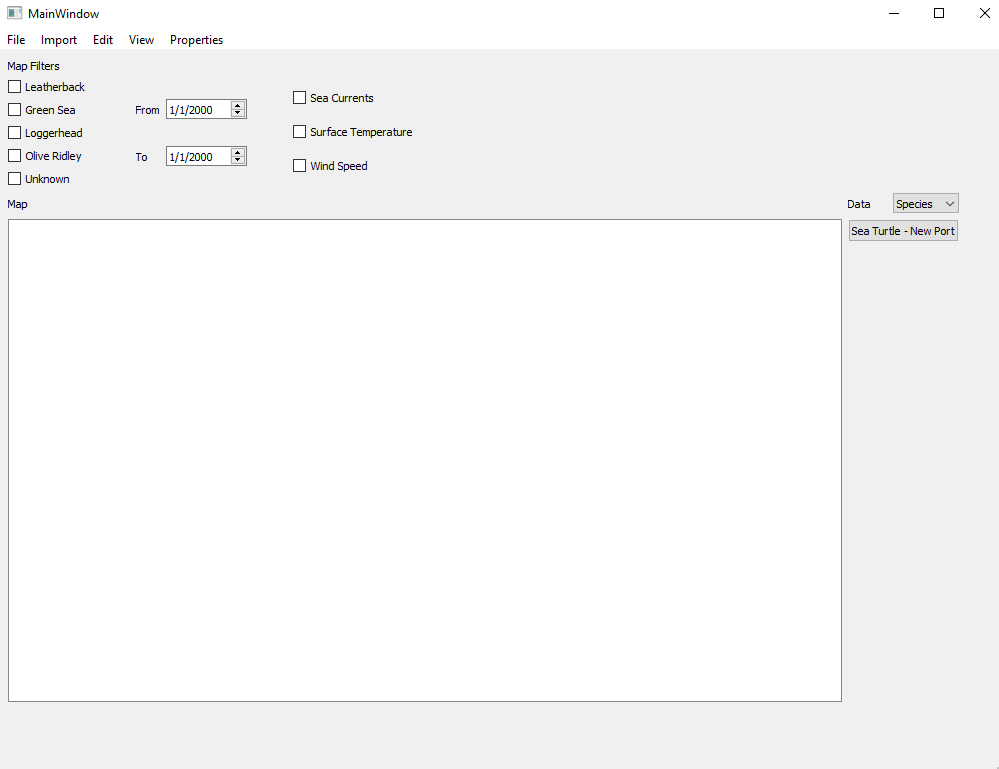 MainWindow
File Import Edit View Properties
Map Filters
Leatherback
Green Sea
Loggerhead
Olive Ridley
Unknown
From 1/1/2000
To 1/1/2000
Sea Currents
Surface Temperature
Wind Speed
Map
Data Species
Sea Turtle - New Port